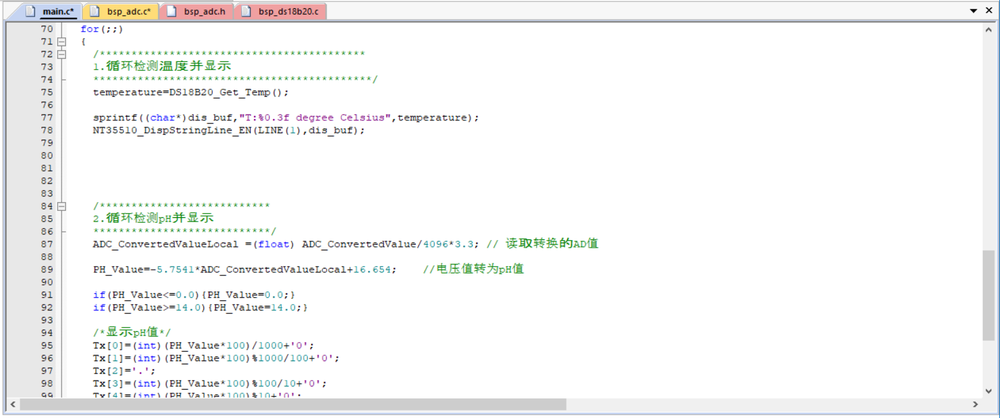 main.c* bsp_adc.c* bsp_adc.h bsp_ds18b20.c
70 for(;;)
71 {
72 /******************************************
73 1.循环检测温度并显示
74 ********************************************/
75 temperature=DS18B20_Get_Temp();
76
77 sprintf((char*)dis_buf,"T:%0.3f degree Celsius",temperature);
78 NT35510_DispStringLine_EN(LINE(1),dis_buf);
79
80
81
82
83
84 /***************************
85 2.循环检测pH并显示
86 ****************************/
87 ADC_ConvertedValueLocal =(float) ADC_ConvertedValue/4096*3.3; // 读取转换的AD值
88
89 PH_Value=-5.7541*ADC_ConvertedValueLocal+16.654; //电压值转为pH值
90
91 if(PH_Value<=0.0){PH_Value=0.0;}
92 if(PH_Value>=14.0){PH_Value=14.0;}
93
94 /*显示pH值*/
95 Tx[0]=(int)(PH_Value*100)/1000+'0';
96 Tx[1]=(int)(PH_Value*100)%1000/100+'0';
97 Tx[2]='.';
98 Tx[3]=(int)(PH_Value*100)%100/10+'0';
99 Tx[4]=(int)(PH_Value*100)%10+'0';